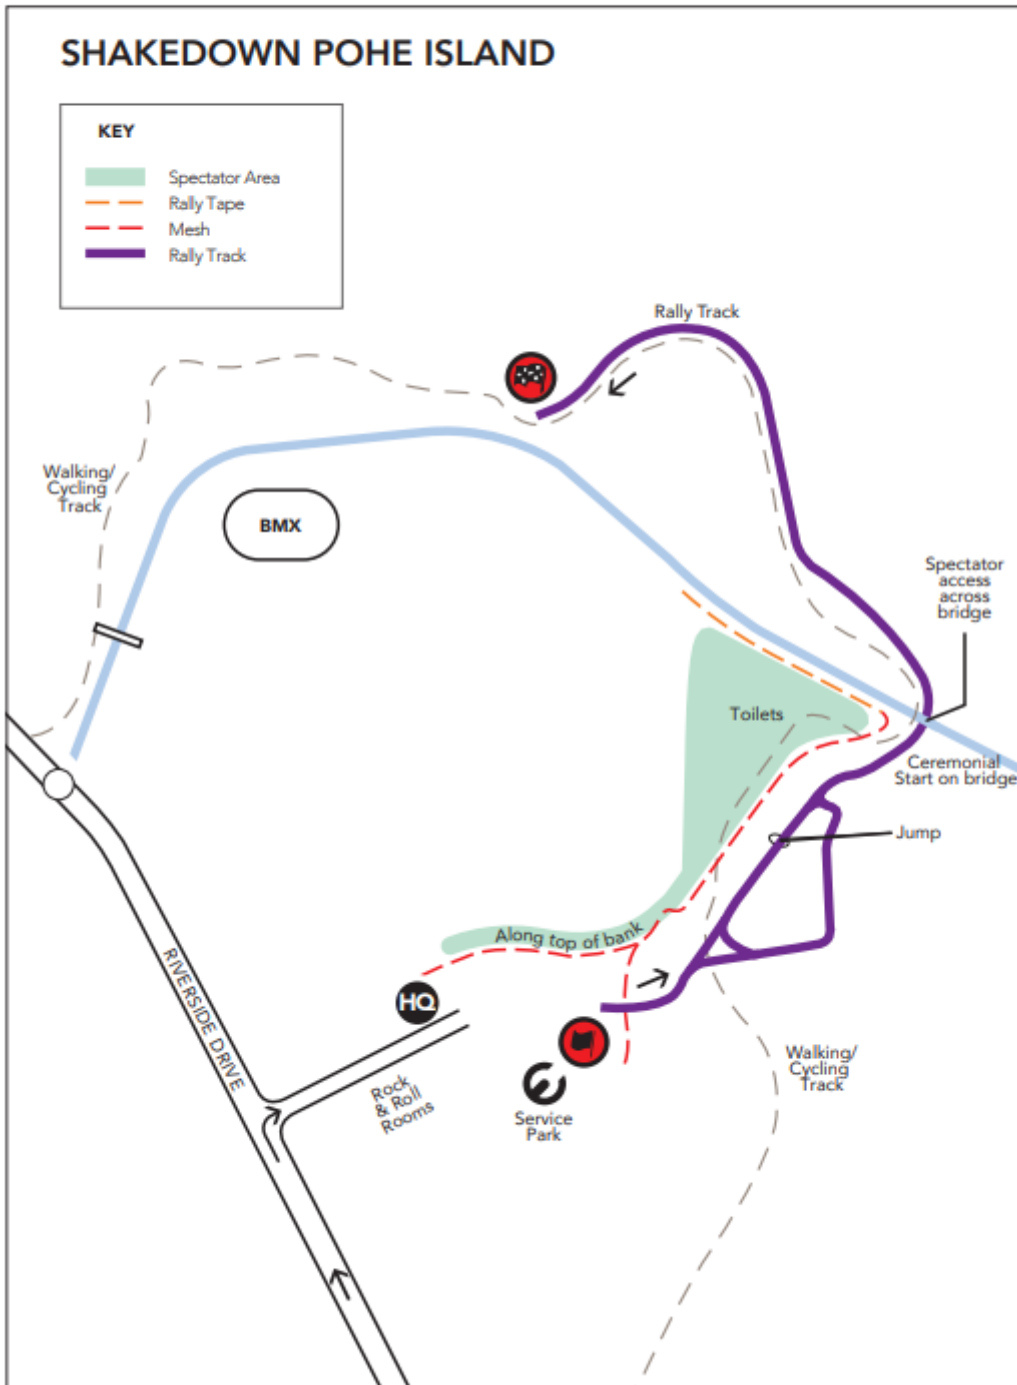 SHAKEDOWN POHE ISLAND
KEY
Spectator Area
Rally Tape
Mesh
Rally Track
Rally Track
Walking/
Cycling
Track
BMX
Spectator
access
across
bridge
Toilets
Ceremonial
Start on bridge
Jump
Along top of bank
HQ
RIVERSIDE DRIVE
Rock
& Roll
Rooms
Service
Park
Walking/
Cycling
Track